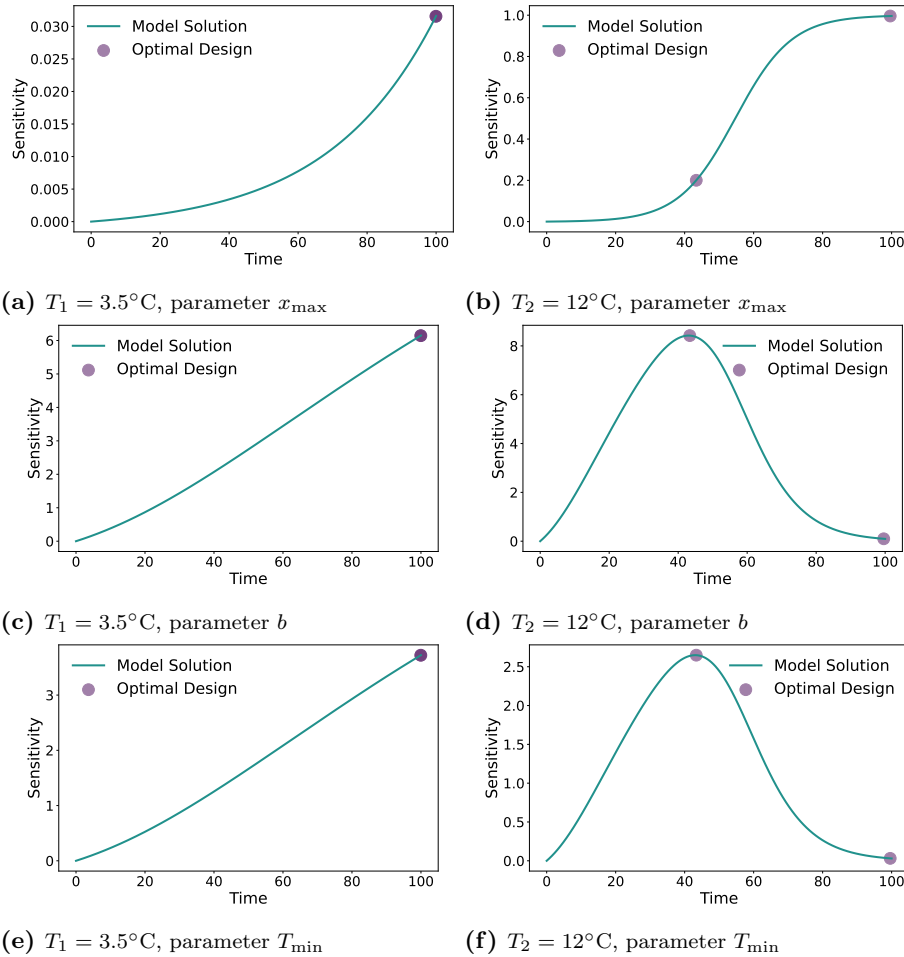 0.030
0.025
0.020
0.015
0.010
0.005
0.000
Sensitivity
Model Solution
Optimal Design
0 20 40 60 80 100
Time
1.0
0.8
0.6
0.4
0.2
0.0
Sensitivity
Model Solution
Optimal Design
0 20 40 60 80 100
Time
(a) T₁ = 3.5°C, parameter x_max
(b) T₂ = 12°C, parameter x_max
6
5
4
3
2
1
0
Sensitivity
Model Solution
Optimal Design
0 20 40 60 80 100
Time
8
6
4
2
0
Sensitivity
Model Solution
Optimal Design
0 20 40 60 80 100
Time
(c) T₁ = 3.5°C, parameter b
(d) T₂ = 12°C, parameter b
3
2
1
0
Sensitivity
Model Solution
Optimal Design
0 20 40 60 80 100
Time
2.5
2.0
1.5
1.0
0.5
0.0
Sensitivity
Model Solution
Optimal Design
0 20 40 60 80 100
Time
(e) T₁ = 3.5°C, parameter T_min
(f) T₂ = 12°C, parameter T_min